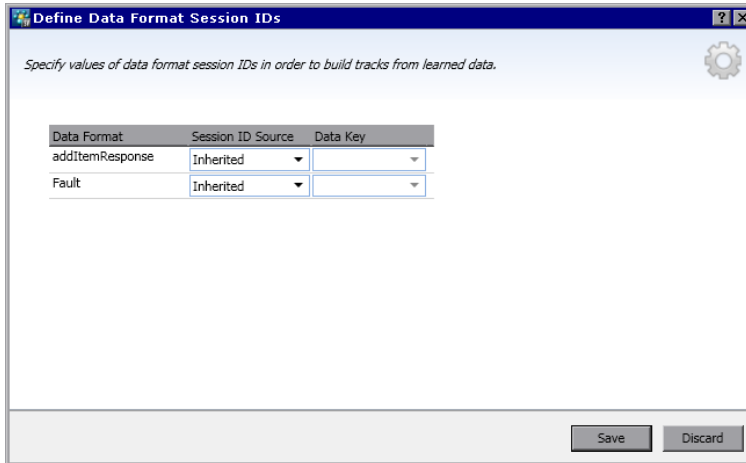 Define Data Format Session IDs
? X
Specify values of data format session IDs in order to build tracks from learned data.
Data Format Session ID Source Data Key
addItemResponse Inherited
Fault Inherited
Save Discard